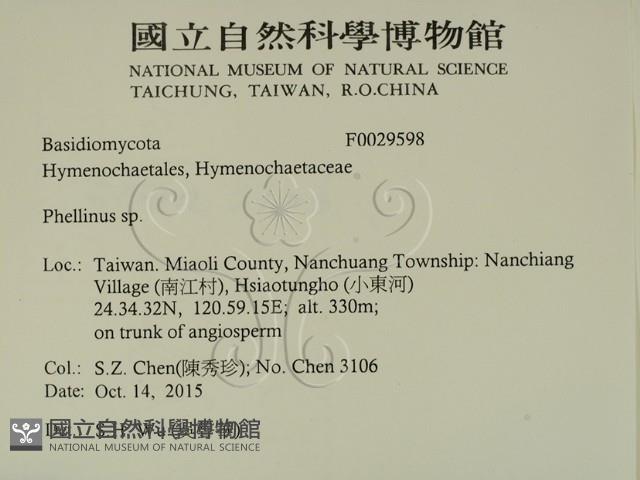 國立自然科學博物館
NATIONAL MUSEUM OF NATURAL SCIENCE
TAICHUNG, TAIWAN, R.O.CHINA
Basidiomycota F0029598
Hymenochaetales, Hymenochaetaceae
Phellinus sp.
Loc.: Taiwan. Miaoli County, Nanchuang Township: Nanchiang
Village (南江村), Hsiaotungho (小東河)
24.34.32N, 120.59.15E; alt. 330m;
on trunk of angiosperm
Col.: S.Z. Chen(陳秀珍); No. Chen 3106
Date: Oct. 14, 2015
國立自然科學博物館
NATIONAL MUSEUM OF NATURAL SCIENCE